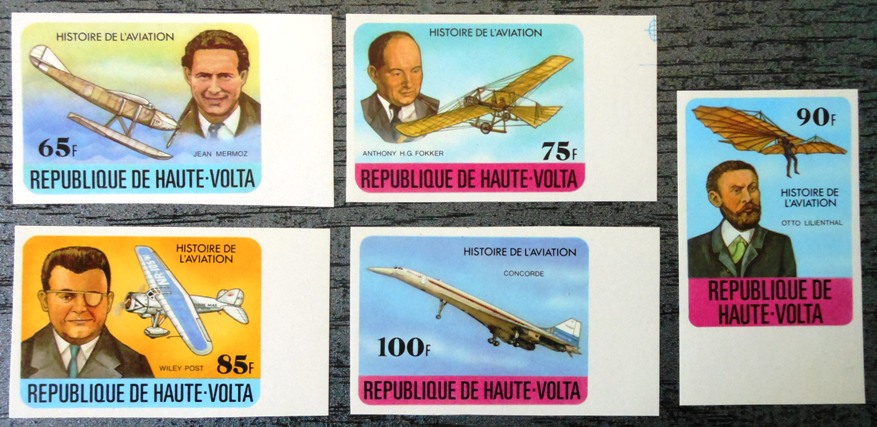 HISTOIRE DE L'AVIATION
65F
JEAN MERMOZ
REPUBLIQUE DE HAUTE·VOLTA
HISTOIRE DE L'AVIATION
ANTHONY H.G. FOKKER
75F
REPUBLIQUE DE HAUTE·VOLTA
90F
HISTOIRE DE
L'AVIATION
OTTO LILIENTHAL
REPUBLIQUE DE
HAUTE·VOLTA
HISTOIRE DE
L'AVIATION
WILEY POST
85F
REPUBLIQUE DE HAUTE·VOLTA
HISTOIRE DE L'AVIATION
CONCORDE
100F
REPUBLIQUE DE HAUTE·VOLTA